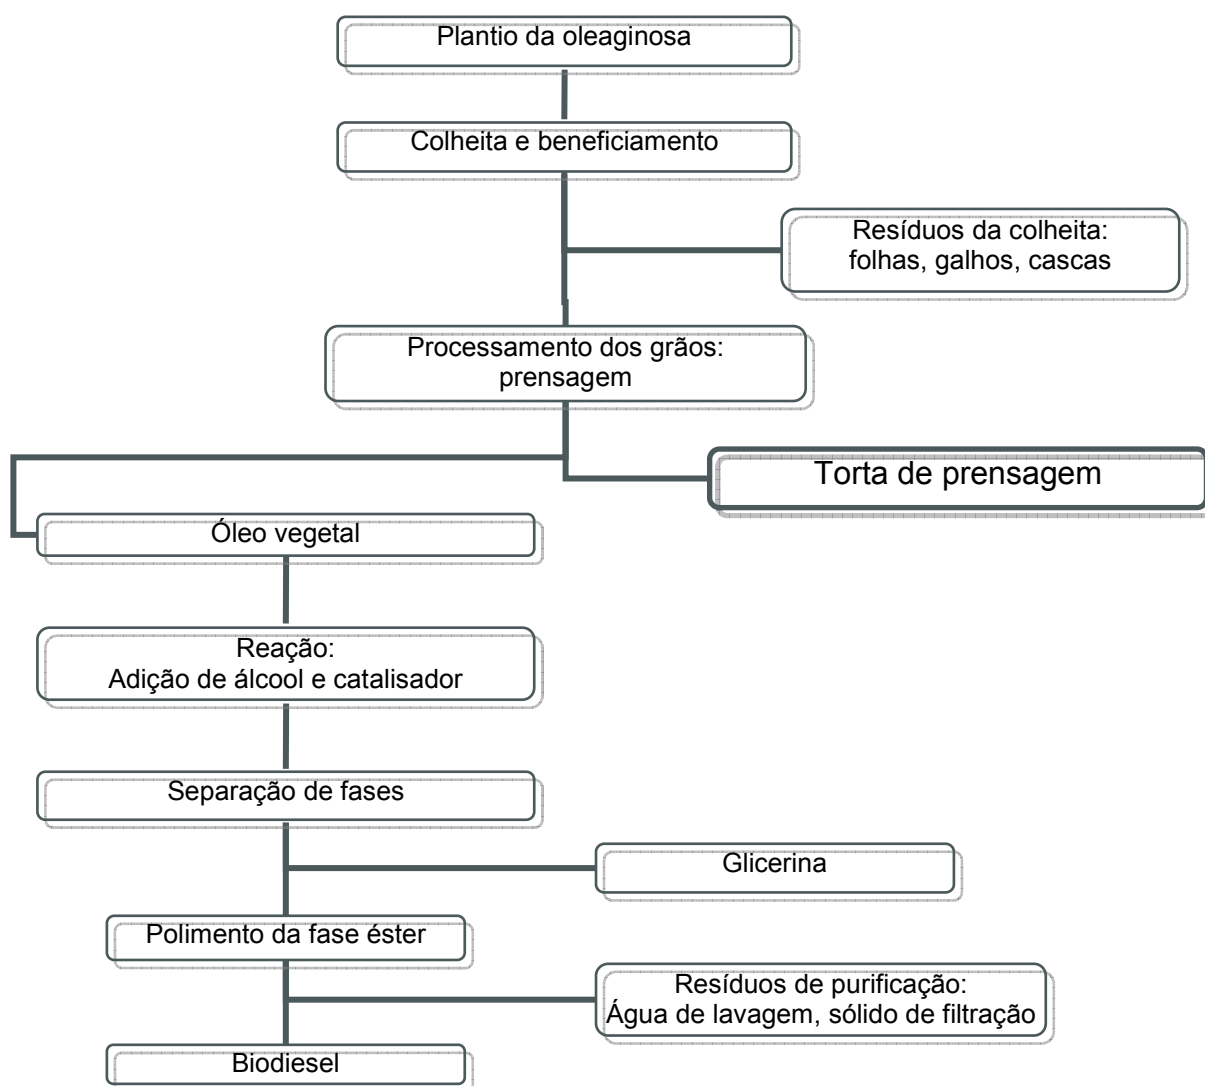 Plantio da oleaginosa
Colheita e beneficiamento
Resíduos da colheita:
folhas, galhos, cascas
Processamento dos grãos:
prensagem
Torta de prensagem
Óleo vegetal
Reação:
Adição de álcool e catalisador
Separação de fases
Glicerina
Polimento da fase éster
Resíduos de purificação:
Água de lavagem, sólido de filtração
Biodiesel